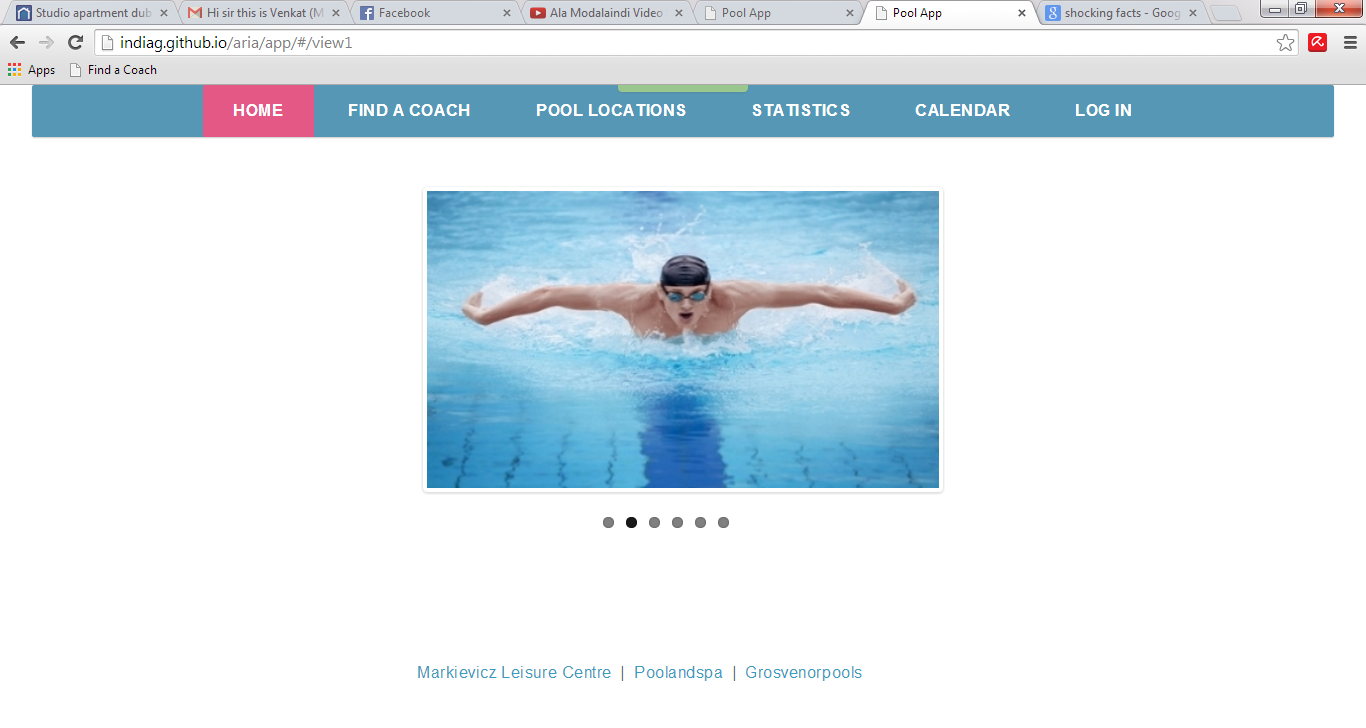 Studio apartment dub
Hi sir this is Venkat (M
Facebook
Ala Modalaindi Video
Pool App
Pool App
shocking facts - Goog
indiag.github.io/aria/app/#/view1
Apps Find a Coach
HOME FIND A COACH POOL LOCATIONS STATISTICS CALENDAR LOG IN
Markievicz Leisure Centre | Poolandspa | Grosvenorpools